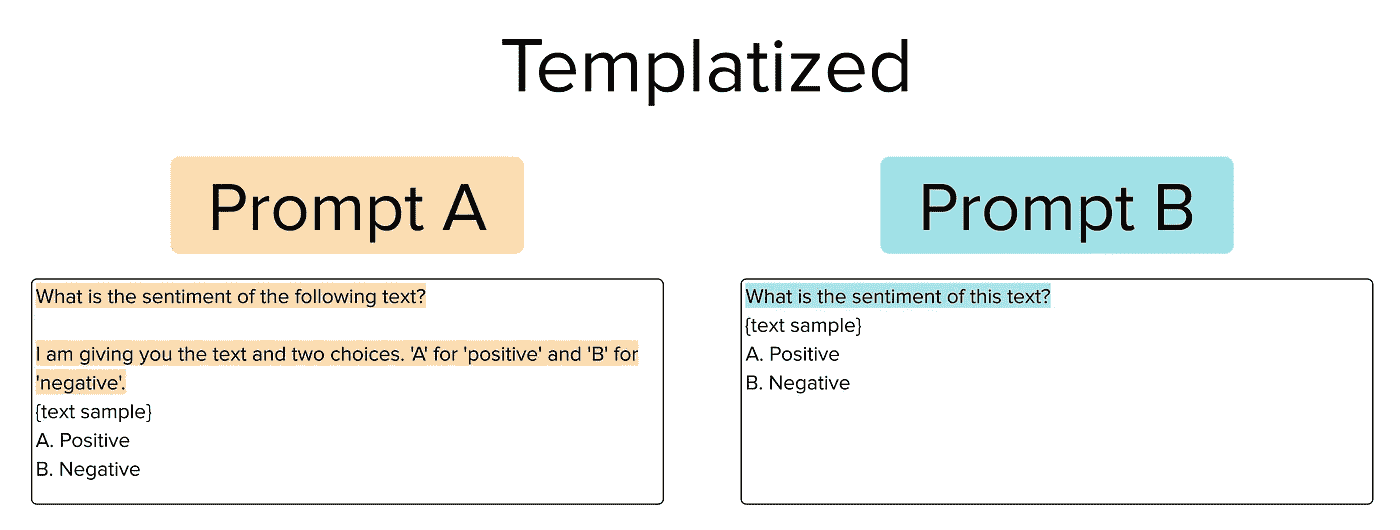 Templatized
Prompt A
What is the sentiment of the following text?
I am giving you the text and two choices. 'A' for 'positive' and 'B' for
'negative'.
{text sample}
A. Positive
B. Negative
Prompt B
What is the sentiment of this text?
{text sample}
A. Positive
B. Negative